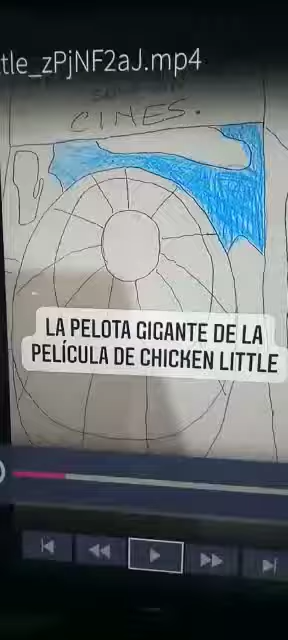 tle_zPjNF2aJ.mp4
CINES.
LA PELOTA GIGANTE DE LA
PELÍCULA DE CHICKEN LITTLE